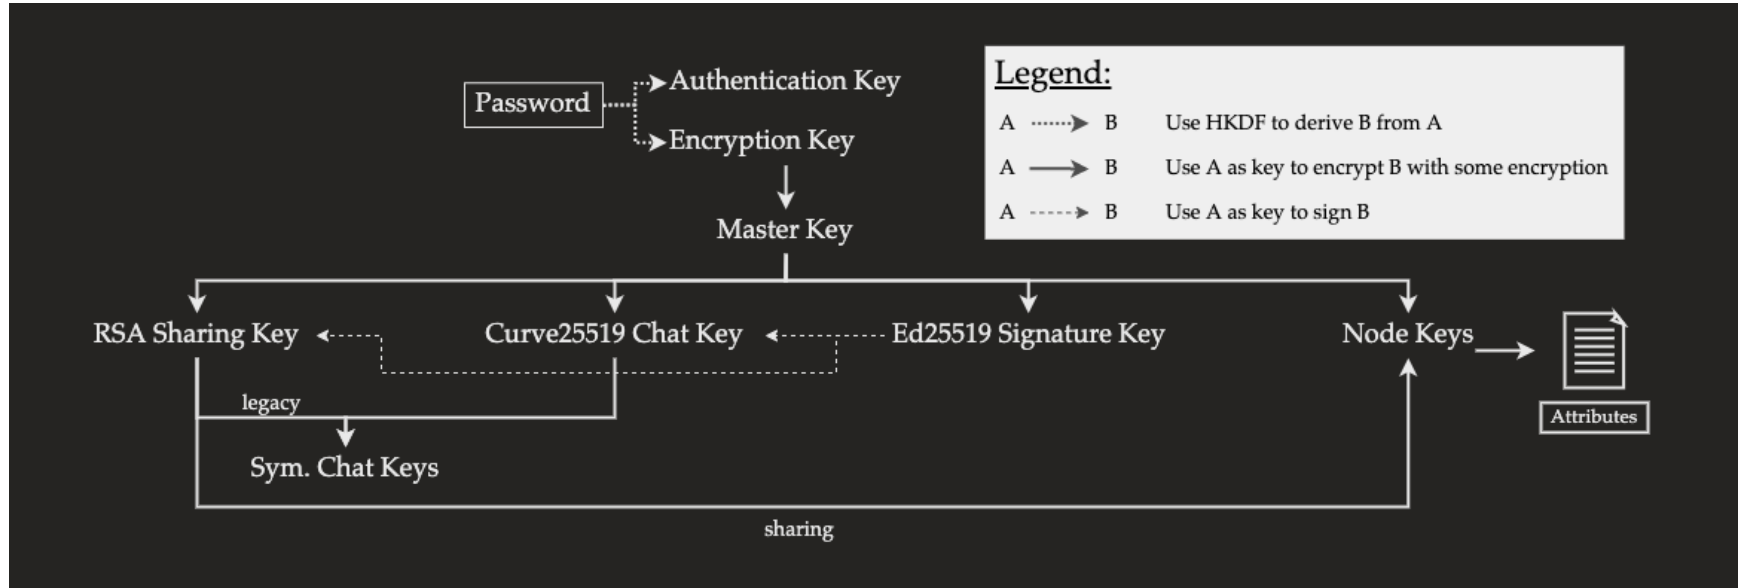 Password
Authentication Key
Encryption Key
Master Key
Legend:
A B Use HKDF to derive B from A
A B Use A as key to encrypt B with some encryption
A B Use A as key to sign B
RSA Sharing Key
Curve25519 Chat Key
Ed25519 Signature Key
Node Keys
Attributes
legacy
Sym. Chat Keys
sharing